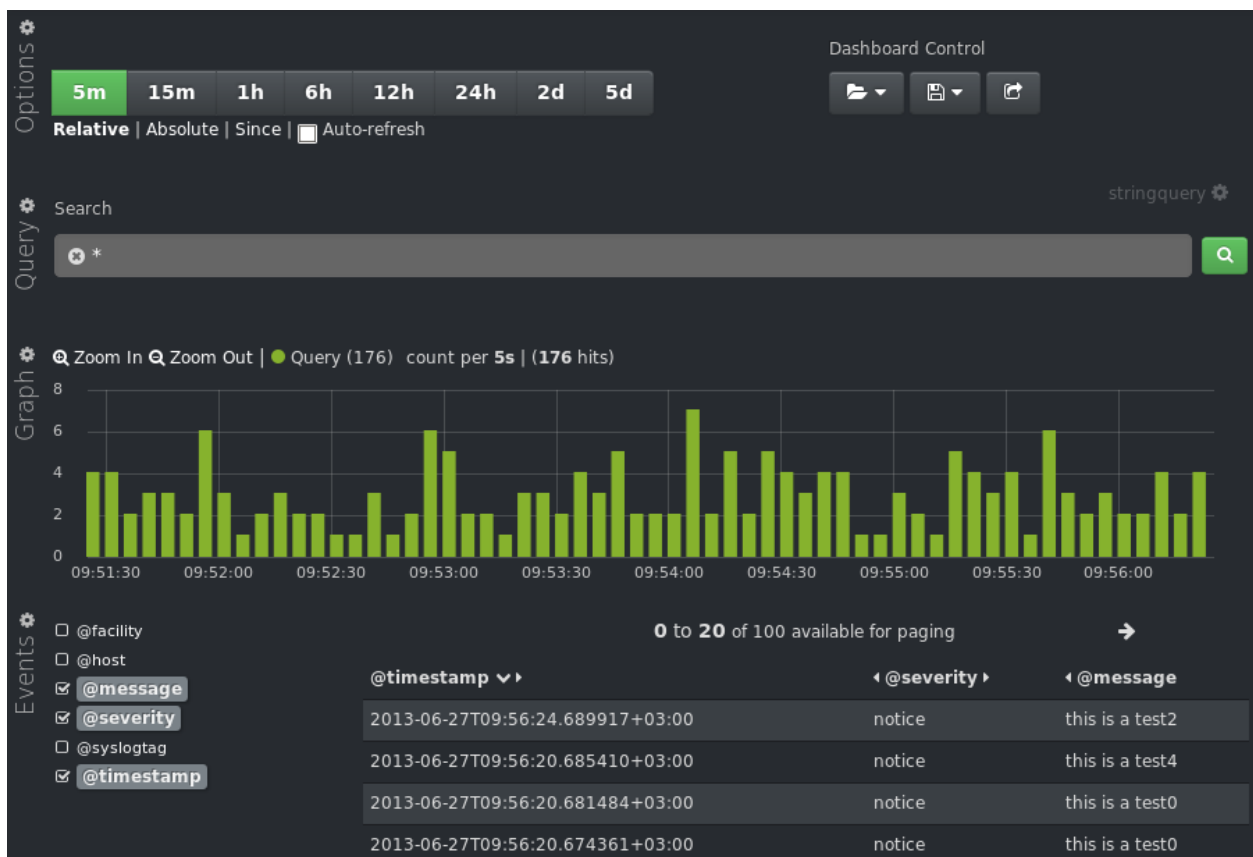 Options
Dashboard Control
5m 15m 1h 6h 12h 24h 2d 5d
Relative | Absolute | Since | Auto-refresh
Query
stringquery
Search
*
Graph
Zoom In Zoom Out | Query (176) count per 5s | (176 hits)
8
6
4
2
0
09:51:30 09:52:00 09:52:30 09:53:00 09:53:30 09:54:00 09:54:30 09:55:00 09:55:30 09:56:00
Events
@facility
@host
@message
@severity
@syslogtag
@timestamp
0 to 20 of 100 available for paging
@timestamp @severity @message
2013-06-27T09:56:24.689917+03:00 notice this is a test2
2013-06-27T09:56:20.685410+03:00 notice this is a test4
2013-06-27T09:56:20.681484+03:00 notice this is a test0
2013-06-27T09:56:20.674361+03:00 notice this is a test0